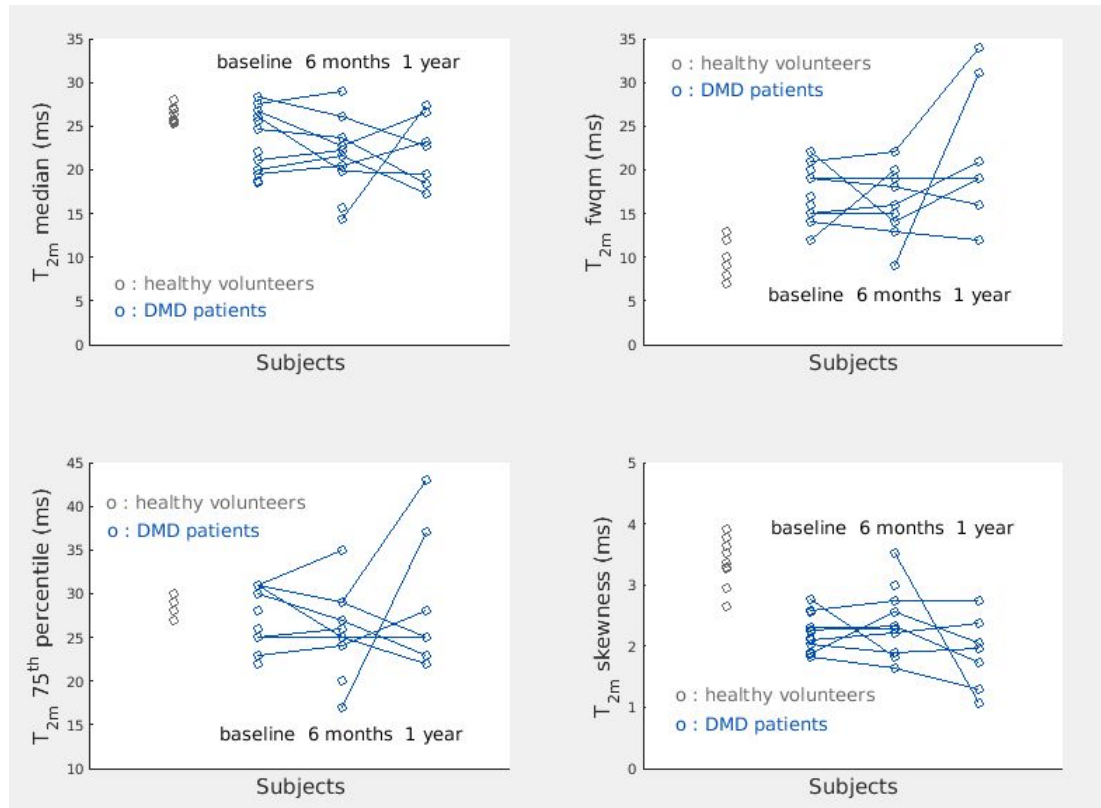 35
30
25
20
15
10
5
0
T2m median (ms)
baseline 6 months 1 year
o : healthy volunteers
o : DMD patients
Subjects
35
30
25
20
15
10
5
0
T2m fwqm (ms)
o : healthy volunteers
o : DMD patients
baseline 6 months 1 year
Subjects
45
40
35
30
25
20
15
10
T2m 75th percentile (ms)
o : healthy volunteers
o : DMD patients
baseline 6 months 1 year
Subjects
5
4
3
2
1
0
T2m skewness (ms)
baseline 6 months 1 year
o : healthy volunteers
o : DMD patients
Subjects